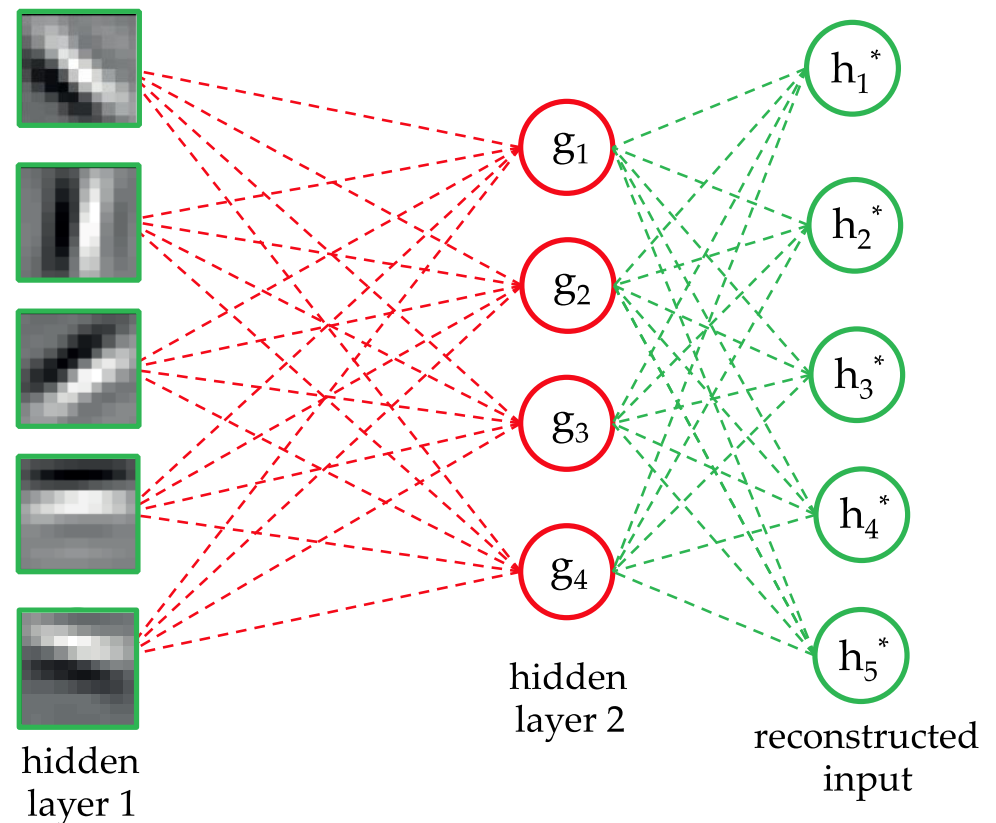 g₁
g₂
g₃
g₄
h₁*
h₂*
h₃*
h₄*
h₅*
hidden
layer 1
hidden
layer 2
reconstructed
input